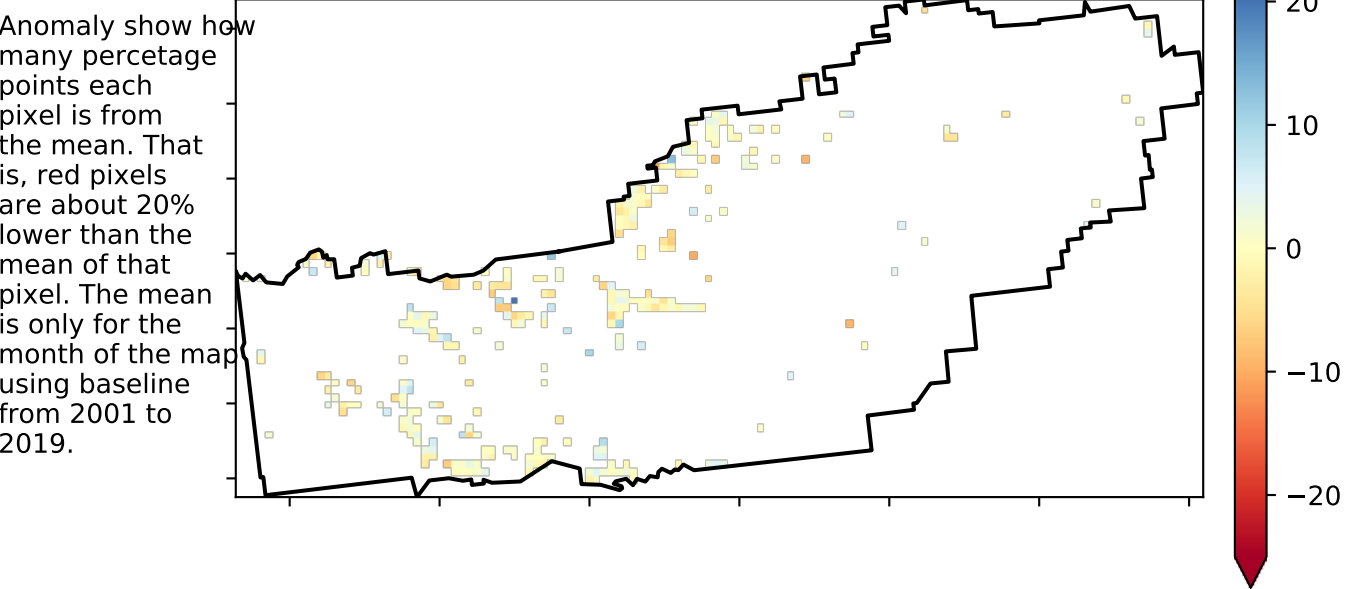 Anomaly show how
many percetage
points each
pixel is from
the mean. That
is, red pixels
are about 20%
lower than the
mean of that
pixel. The mean
is only for the
month of the map
using baseline
from 2001 to
2019.
20
10
0
−10
−20